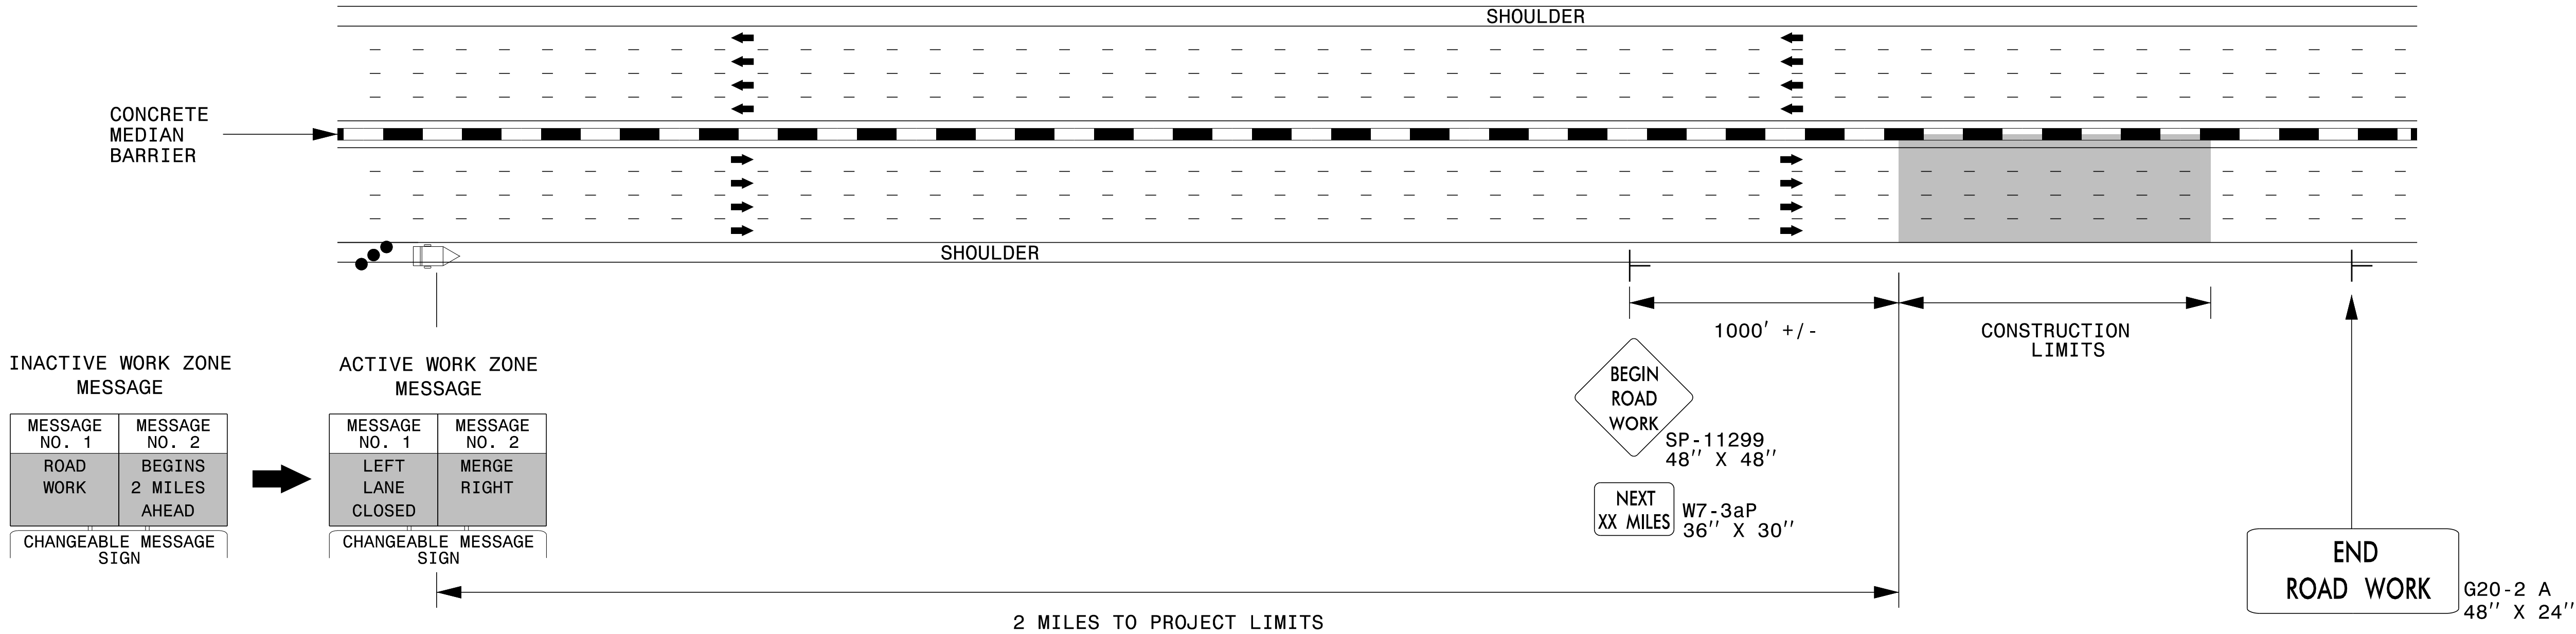 SHOULDER
CONCRETE
MEDIAN
BARRIER
SHOULDER
1000' +/-
CONSTRUCTION
LIMITS
INACTIVE WORK ZONE
MESSAGE
MESSAGE
NO. 1
MESSAGE
NO. 2
ROAD
WORK
BEGINS
2 MILES
AHEAD
CHANGEABLE MESSAGE
SIGN
ACTIVE WORK ZONE
MESSAGE
MESSAGE
NO. 1
MESSAGE
NO. 2
LEFT
LANE
CLOSED
MERGE
RIGHT
CHANGEABLE MESSAGE
SIGN
BEGIN
ROAD
WORK
SP-11299
48" X 48"
NEXT
XX MILES
W7-3aP
36" X 30"
END
ROAD WORK
G20-2 A
48" X 24"
2 MILES TO PROJECT LIMITS